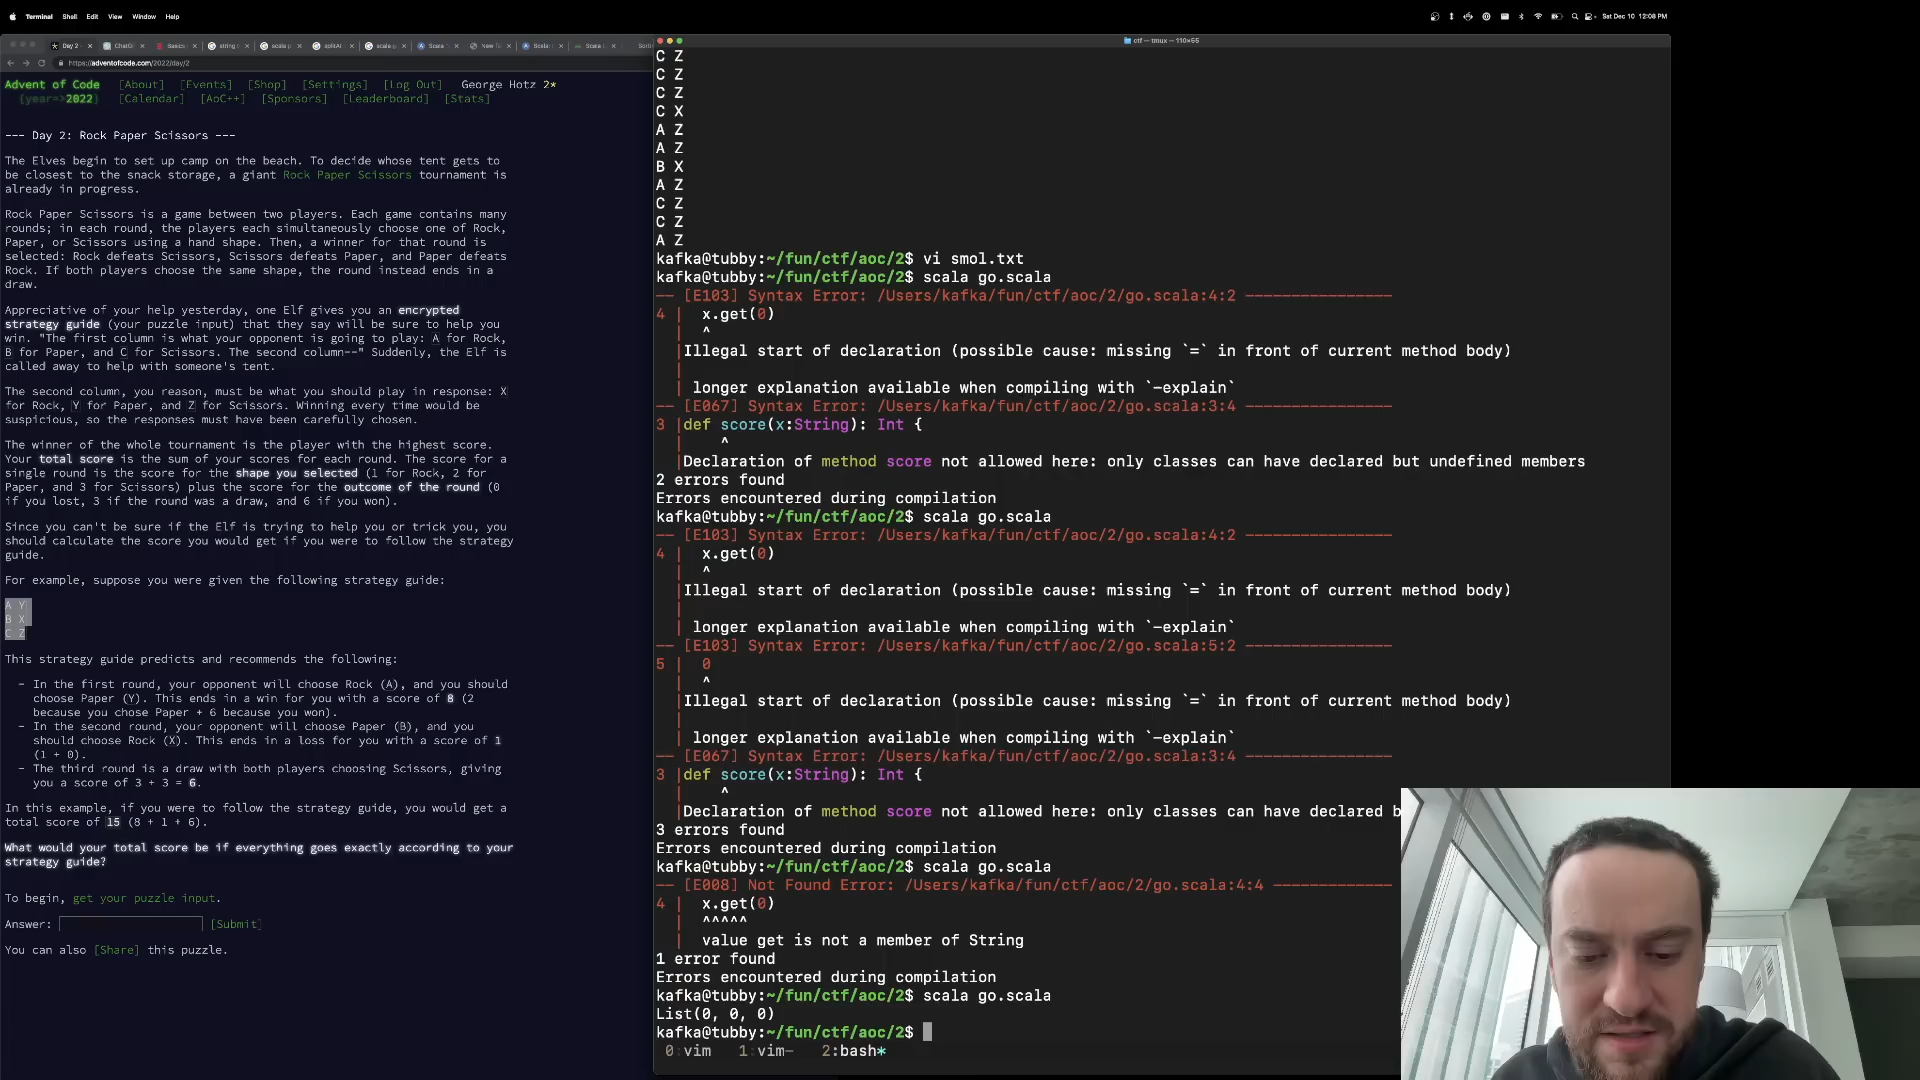 Terminal Shell Edit View Window Help
Sat Dec 10 12:08 PM
Day 2
https://adventofcode.com/2022/day/2
Advent of Code [About] [Events] [Shop] [Settings] [Log Out] George Hotz 2*
{year=>2022} [Calendar] [AoC++] [Sponsors] [Leaderboard] [Stats]
--- Day 2: Rock Paper Scissors ---
The Elves begin to set up camp on the beach. To decide whose tent gets to
be closest to the snack storage, a giant Rock Paper Scissors tournament is
already in progress.
Rock Paper Scissors is a game between two players. Each game contains many
rounds; in each round, the players each simultaneously choose one of Rock,
Paper, or Scissors using a hand shape. Then, a winner for that round is
selected: Rock defeats Scissors, Scissors defeats Paper, and Paper defeats
Rock. If both players choose the same shape, the round instead ends in a
draw.
Appreciative of your help yesterday, one Elf gives you an encrypted
strategy guide (your puzzle input) that they say will be sure to help you
win. "The first column is what your opponent is going to play: A for Rock,
B for Paper, and C for Scissors. The second column--" Suddenly, the Elf is
called away to help with someone's tent.
The second column, you reason, must be what you should play in response: X
for Rock, Y for Paper, and Z for Scissors. Winning every time would be
suspicious, so the responses must have been carefully chosen.
The winner of the whole tournament is the player with the highest score.
Your total score is the sum of your scores for each round. The score for a
single round is the score for the shape you selected (1 for Rock, 2 for
Paper, and 3 for Scissors) plus the score for the outcome of the round (0
if you lost, 3 if the round was a draw, and 6 if you won).
Since you can't be sure if the Elf is trying to help you or trick you, you
should calculate the score you would get if you were to follow the strategy
guide.
For example, suppose you were given the following strategy guide:
A Y
B X
C Z
This strategy guide predicts and recommends the following:
- In the first round, your opponent will choose Rock (A), and you should
choose Paper (Y). This ends in a win for you with a score of 8 (2
because you chose Paper + 6 because you won).
- In the second round, your opponent will choose Paper (B), and you
should choose Rock (X). This ends in a loss for you with a score of 1
(1 + 0).
- The third round is a draw with both players choosing Scissors, giving
you a score of 3 + 3 = 6.
In this example, if you were to follow the strategy guide, you would get a
total score of 15 (8 + 1 + 6).
What would your total score be if everything goes exactly according to your
strategy guide?
To begin, get your puzzle input.
Answer: [Submit]
You can also [Share] this puzzle.
ctf — tmux — 110×55
C Z
C Z
C Z
C X
A Z
A Z
B X
A Z
C Z
C Z
A Z
kafka@tubby:~/fun/ctf/aoc/2$ vi smol.txt
kafka@tubby:~/fun/ctf/aoc/2$ scala go.scala
-- [E103] Syntax Error: /Users/kafka/fun/ctf/aoc/2/go.scala:4:2 ----------------
4 |  x.get(0)
|  ^
|Illegal start of declaration (possible cause: missing `=` in front of current method body)
|
| longer explanation available when compiling with `-explain`
-- [E067] Syntax Error: /Users/kafka/fun/ctf/aoc/2/go.scala:3:4 ----------------
3 |def score(x:String): Int {
|    ^
|Declaration of method score not allowed here: only classes can have declared but undefined members
2 errors found
Errors encountered during compilation
kafka@tubby:~/fun/ctf/aoc/2$ scala go.scala
-- [E103] Syntax Error: /Users/kafka/fun/ctf/aoc/2/go.scala:4:2 ----------------
4 |  x.get(0)
|  ^
|Illegal start of declaration (possible cause: missing `=` in front of current method body)
|
| longer explanation available when compiling with `-explain`
-- [E103] Syntax Error: /Users/kafka/fun/ctf/aoc/2/go.scala:5:2 ----------------
5 |  0
|  ^
|Illegal start of declaration (possible cause: missing `=` in front of current method body)
|
| longer explanation available when compiling with `-explain`
-- [E067] Syntax Error: /Users/kafka/fun/ctf/aoc/2/go.scala:3:4 ----------------
3 |def score(x:String): Int {
|    ^
|Declaration of method score not allowed here: only classes can have declared b
3 errors found
Errors encountered during compilation
kafka@tubby:~/fun/ctf/aoc/2$ scala go.scala
-- [E008] Not Found Error: /Users/kafka/fun/ctf/aoc/2/go.scala:4:4 --------------
4 |  x.get(0)
|  ^^^^^
|  value get is not a member of String
1 error found
Errors encountered during compilation
kafka@tubby:~/fun/ctf/aoc/2$ scala go.scala
List(0, 0, 0)
kafka@tubby:~/fun/ctf/aoc/2$
0:vim 1:vim- 2:bash*